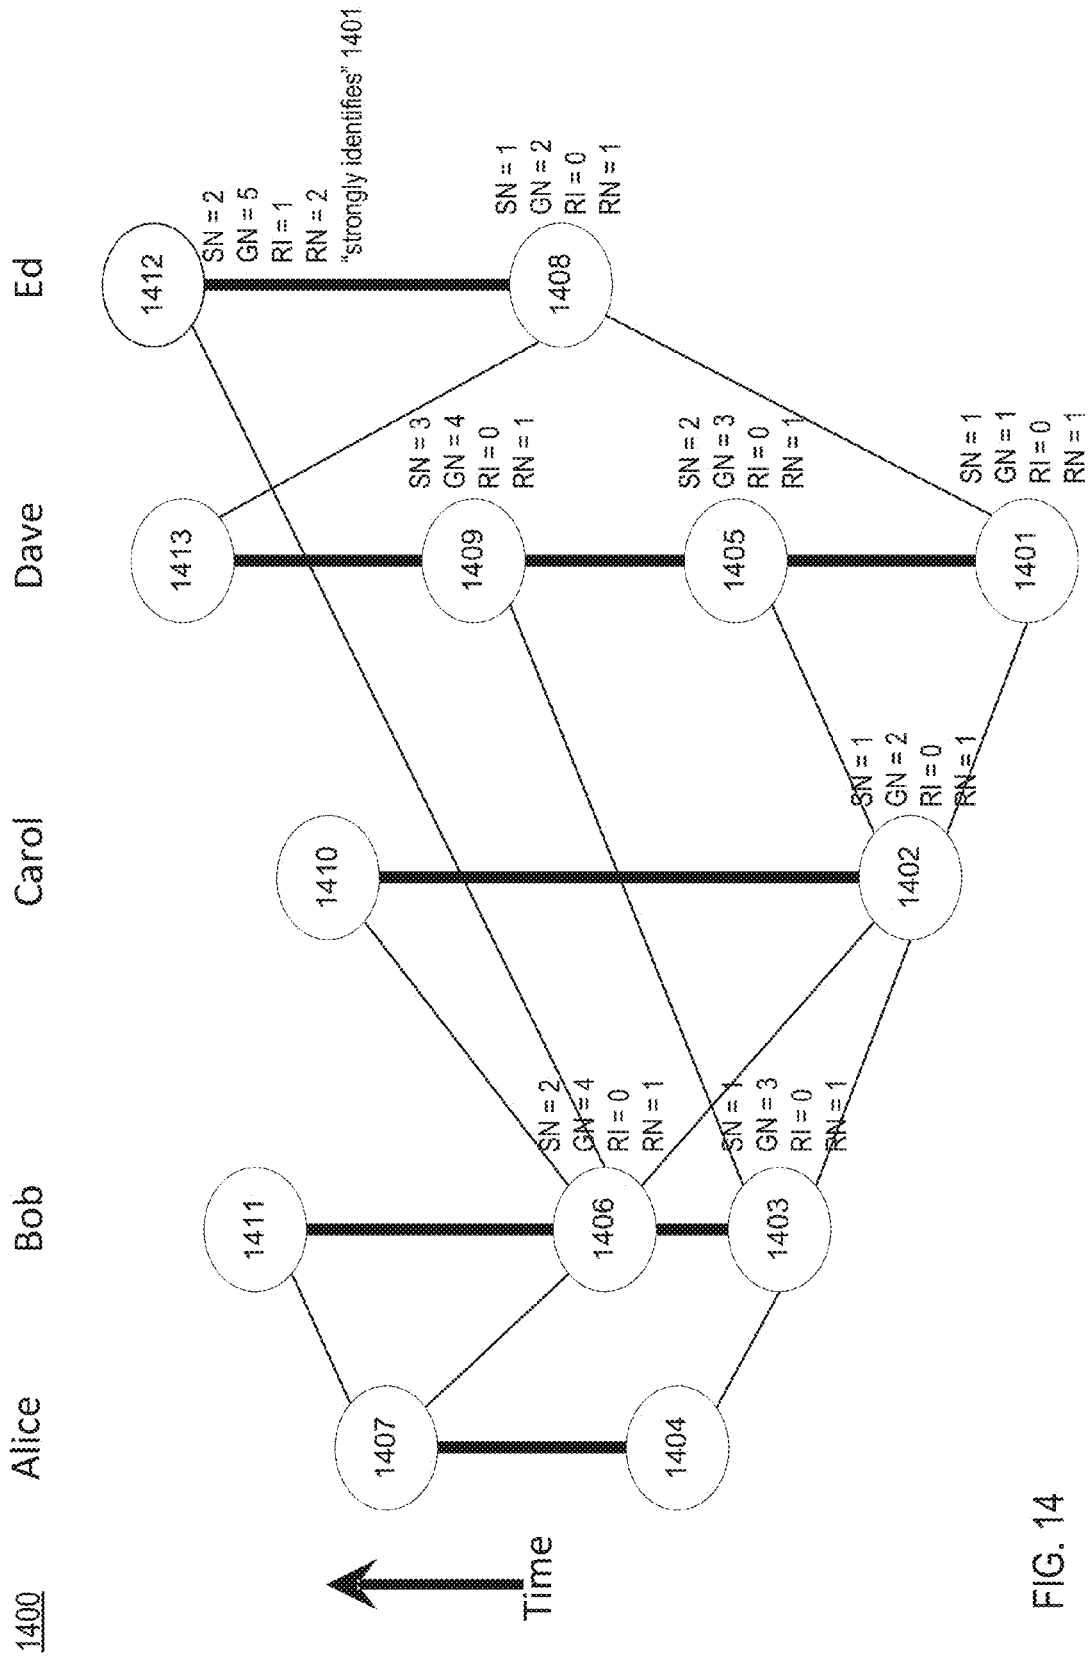 1400
Alice
Bob
Carol
Dave
Ed
1412
SN = 2
GN = 5
RI = 1
RN = 2
"strongly identifies" 1401
1413
1411
1410
1407
1409
SN = 3
GN = 4
RI = 0
RN = 1
1408
SN = 1
GN = 2
RI = 0
RN = 1
1406
SN = 2
GN = 4
RI = 0
RN = 1
1405
SN = 2
GN = 3
RI = 0
RN = 1
1404
1403
SN = 1
GN = 3
RI = 0
RN = 1
1402
SN = 1
GN = 2
RI = 0
RN = 1
1401
SN = 1
GN = 1
RI = 0
RN = 1
Time
FIG. 14